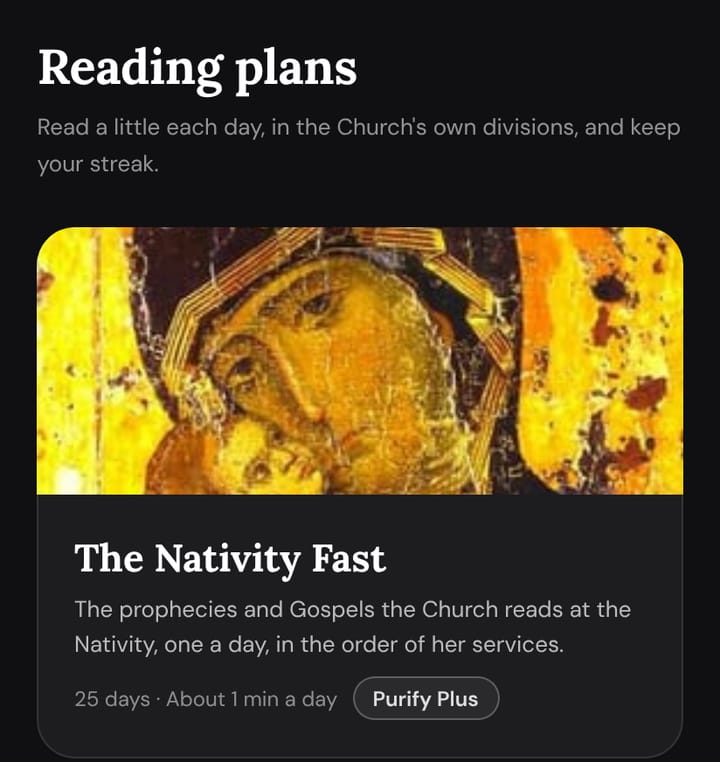 Reading plans
Read a little each day, in the Church's own divisions, and keep
your streak.
The Nativity Fast
The prophecies and Gospels the Church reads at the
Nativity, one a day, in the order of her services.
25 days · About 1 min a day Purify Plus